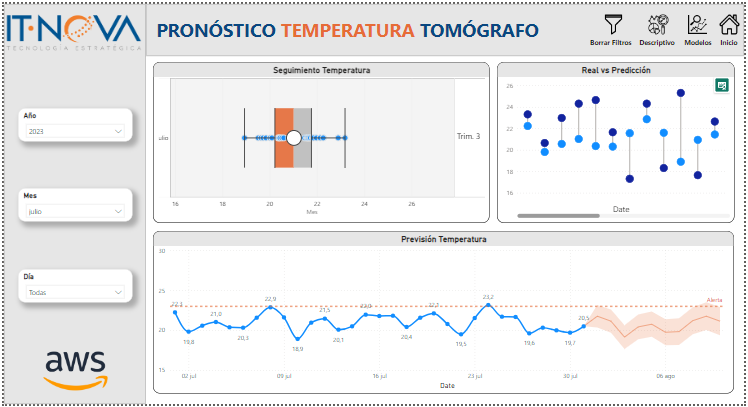 IT·NOVA
TECNOLOGÍA ESTRATÉGICA
PRONÓSTICO TEMPERATURA TOMÓGRAFO
Borrar Filtros
Descriptivo
Modelos
Inicio
Año
2023
Mes
julio
Día
Todas
aws
Seguimiento Temperatura
julio
Trim. 3
16 18 20 22 24 26
Mes
Real vs Predicción
26
24
22
20
18
16
Date
Previsión Temperatura
30
25
20
15
22,3 19,8 21,0 20,3 22,9 18,9 21,5 20,1 22,0 20,4 22,1 19,5 23,2 19,6 19,7 20,5
Alerta
02 jul 09 jul 16 jul 23 jul 30 jul 06 ago
Date